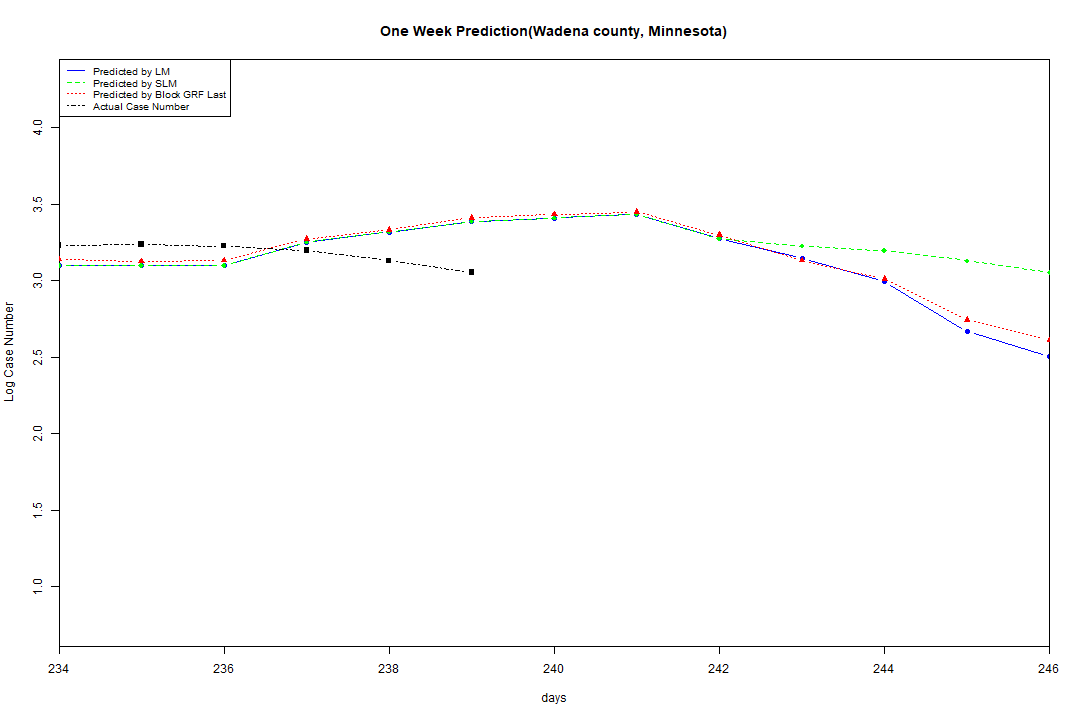 One Week Prediction(Wadena county, Minnesota)
Predicted by LM
Predicted by SLM
Predicted by Block GRF Last
Actual Case Number
4.0
3.5
3.0
2.5
2.0
1.5
1.0
Log Case Number
234 236 238 240 242 244 246
days